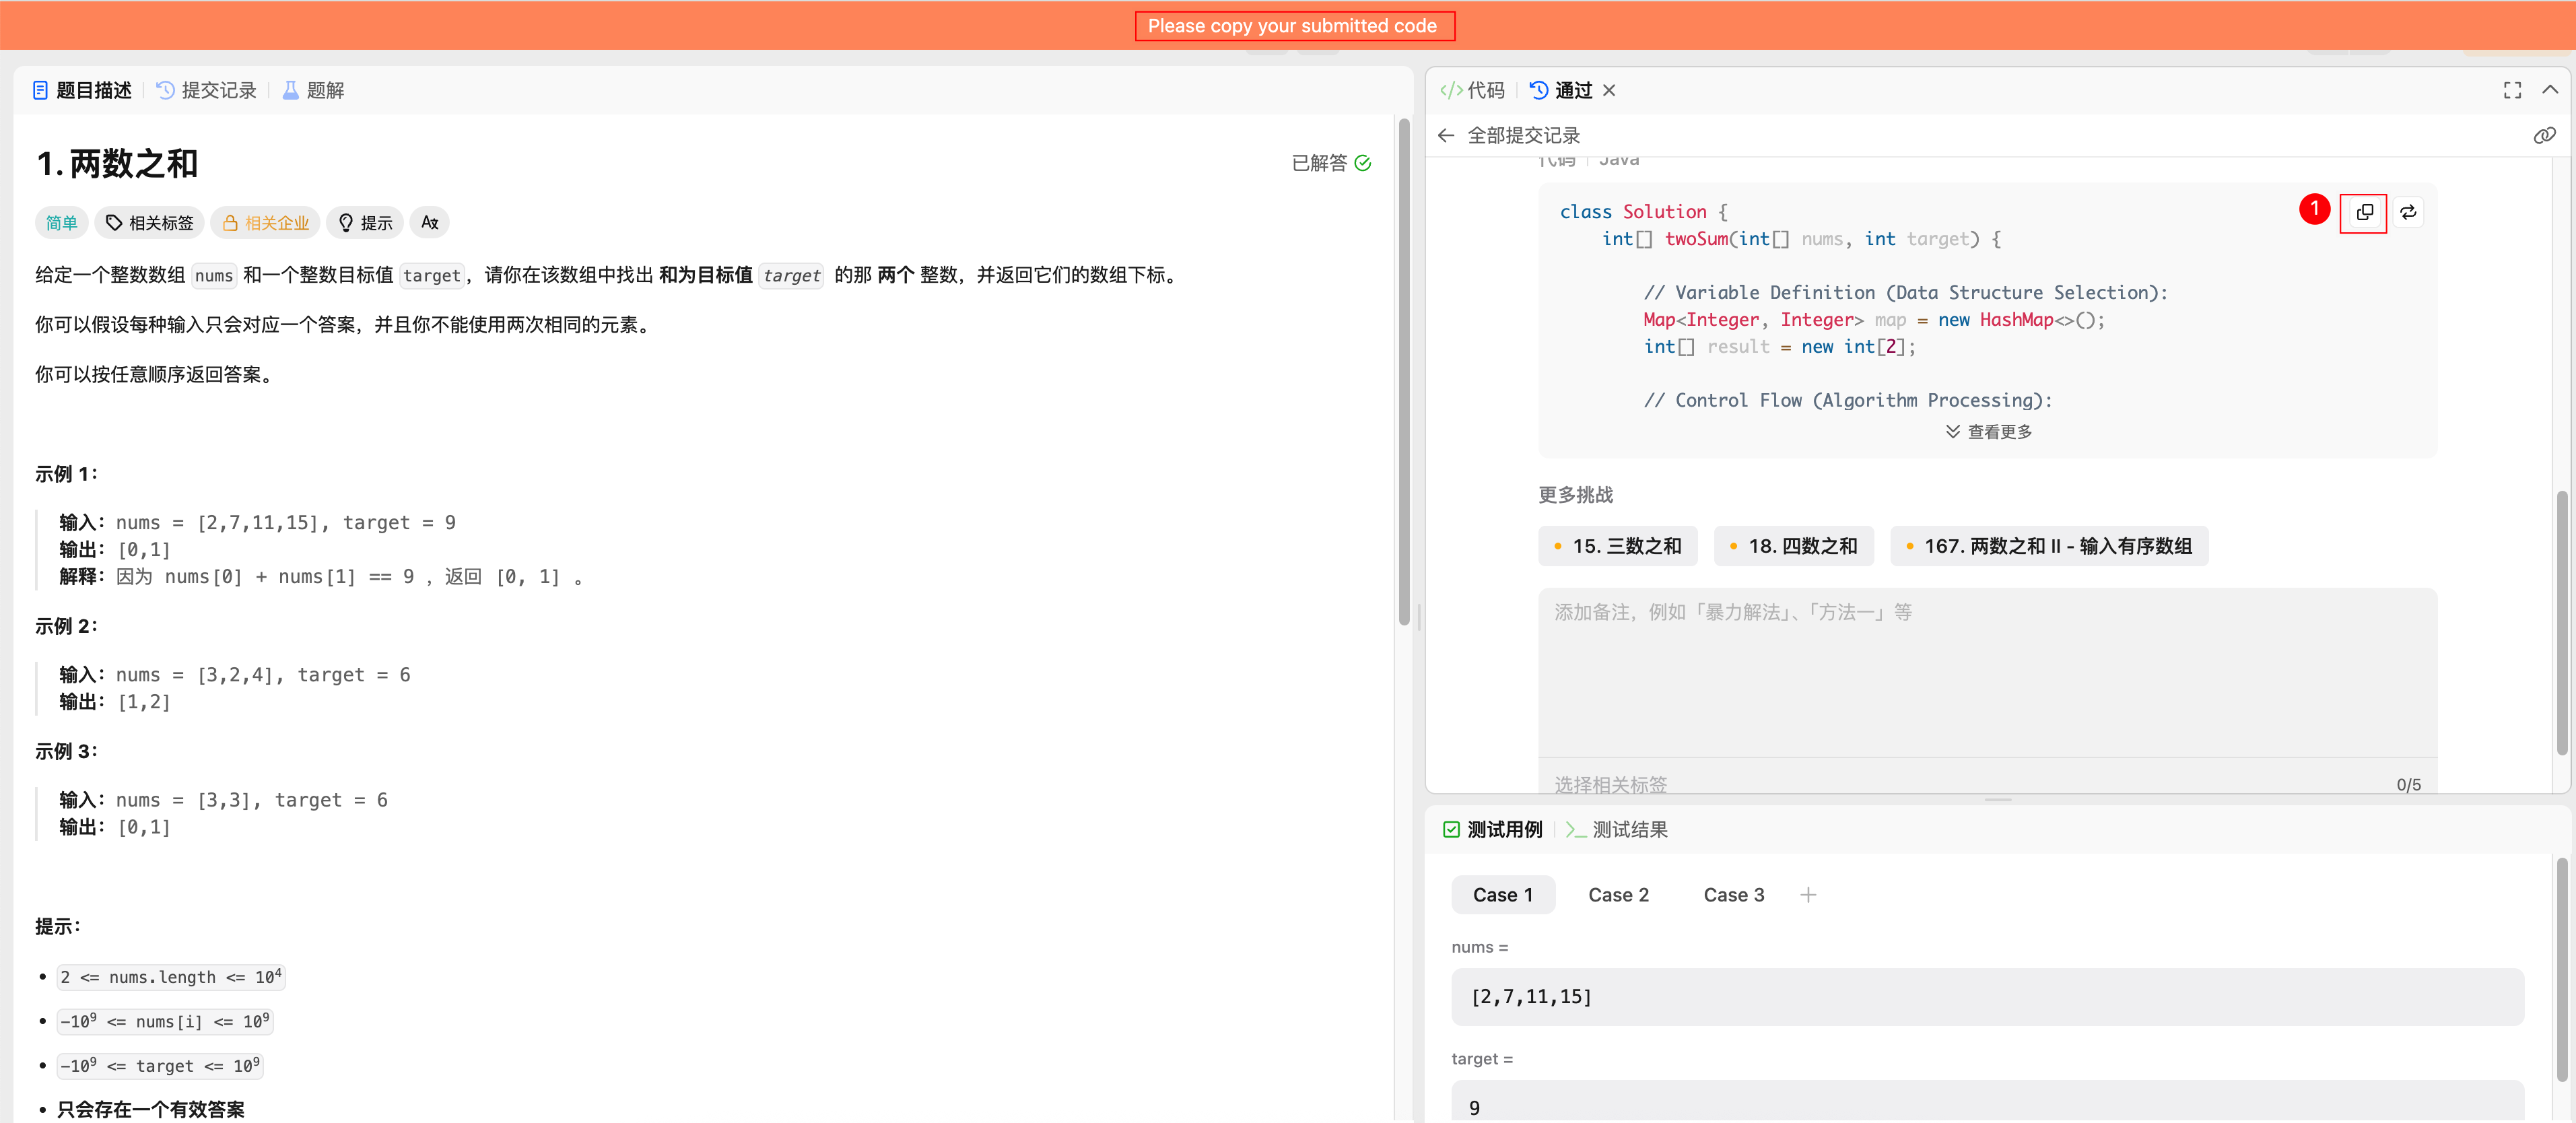 Please copy your submitted code
题目描述
提交记录
题解
1. 两数之和
已解答
简单
相关标签
相关企业
提示
给定一个整数数组 nums 和一个整数目标值 target，请你在该数组中找出 和为目标值 target 的那 两个 整数，并返回它们的数组下标。
你可以假设每种输入只会对应一个答案，并且你不能使用两次相同的元素。
你可以按任意顺序返回答案。
示例 1：
输入：nums = [2,7,11,15], target = 9
输出：[0,1]
解释：因为 nums[0] + nums[1] == 9 ，返回 [0, 1] 。
示例 2：
输入：nums = [3,2,4], target = 6
输出：[1,2]
示例 3：
输入：nums = [3,3], target = 6
输出：[0,1]
提示：
• 2 <= nums.length <= 10⁴
• -10⁹ <= nums[i] <= 10⁹
• -10⁹ <= target <= 10⁹
• 只会存在一个有效答案
代码
通过
全部提交记录
代码 | Java
1
class Solution {
    int[] twoSum(int[] nums, int target) {
        // Variable Definition (Data Structure Selection):
        Map<Integer, Integer> map = new HashMap<>();
        int[] result = new int[2];
        // Control Flow (Algorithm Processing):
查看更多
更多挑战
15. 三数之和
18. 四数之和
167. 两数之和 II - 输入有序数组
添加备注，例如「暴力解法」、「方法一」等
选择相关标签
0/5
测试用例
测试结果
Case 1
Case 2
Case 3
nums =
[2,7,11,15]
target =
9